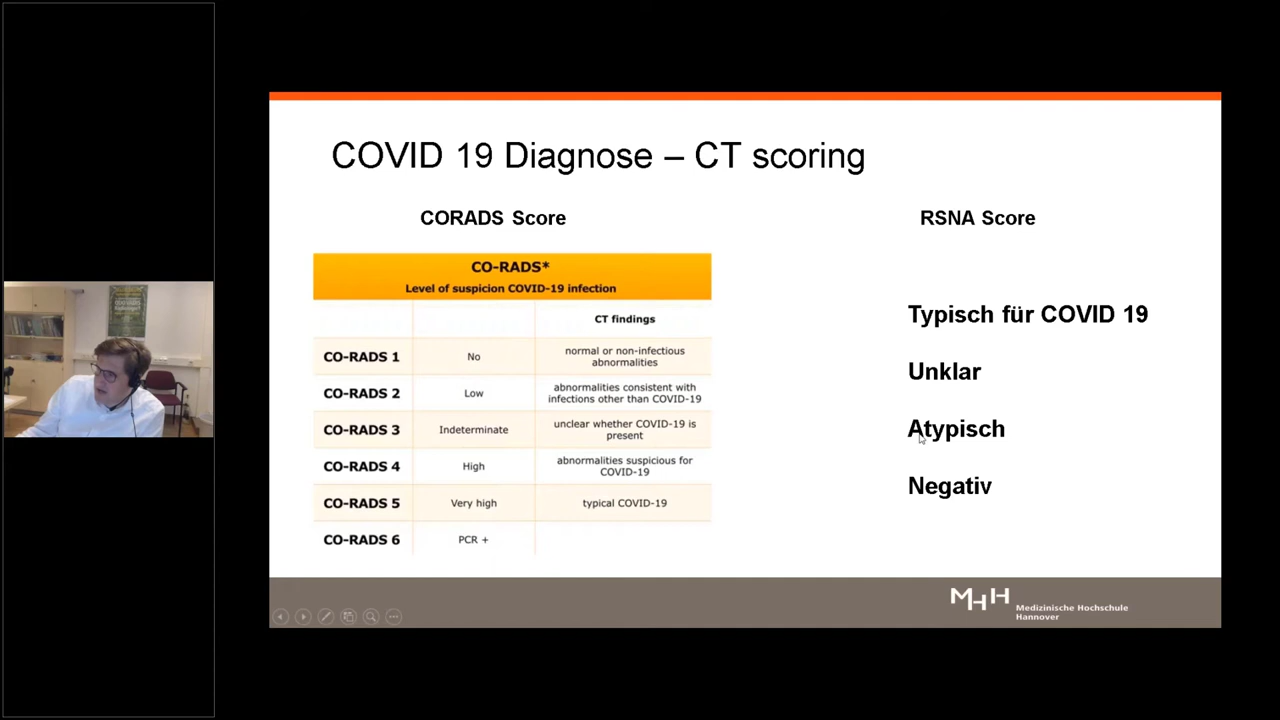 COVID 19 Diagnose – CT scoring
CORADS Score
RSNA Score
CO-RADS*
Level of suspicion COVID-19 infection
CT findings
CO-RADS 1 No normal or non-infectious abnormalities
CO-RADS 2 Low abnormalities consistent with infections other than COVID-19
CO-RADS 3 Indeterminate unclear whether COVID-19 is present
CO-RADS 4 High abnormalities suspicious for COVID-19
CO-RADS 5 Very high typical COVID-19
CO-RADS 6 PCR +
Typisch für COVID 19
Unklar
Atypisch
Negativ
MHH
Medizinische Hochschule
Hannover